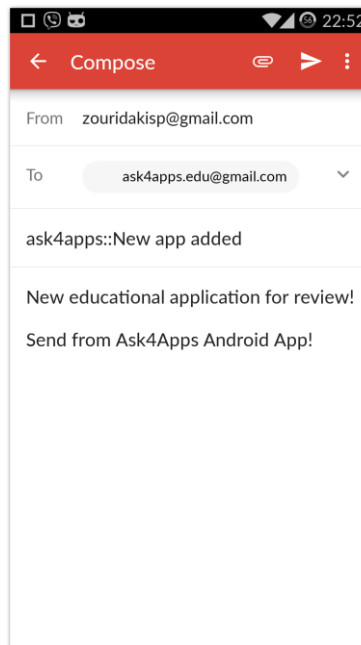 56 22:52
Compose
From zouridakisp@gmail.com
To ask4apps.edu@gmail.com
ask4apps::New app added
New educational application for review!
Send from Ask4Apps Android App!